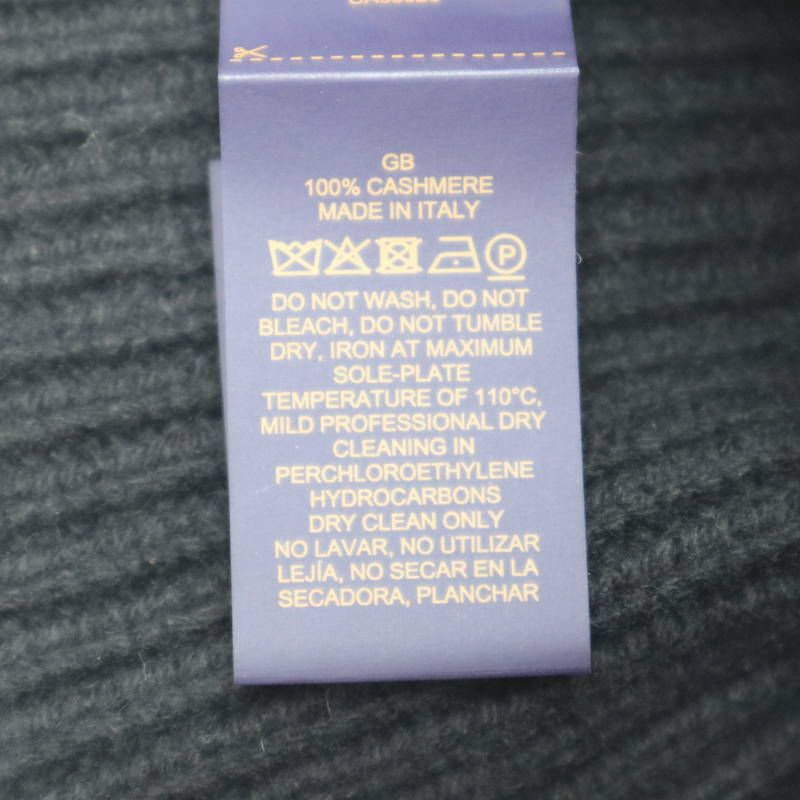 GB
100% CASHMERE
MADE IN ITALY
P
DO NOT WASH, DO NOT
BLEACH, DO NOT TUMBLE
DRY, IRON AT MAXIMUM
SOLE-PLATE
TEMPERATURE OF 110°C,
MILD PROFESSIONAL DRY
CLEANING IN
PERCHLOROETHYLENE
HYDROCARBONS
DRY CLEAN ONLY
NO LAVAR, NO UTILIZAR
LEJÍA, NO SECAR EN LA
SECADORA, PLANCHAR